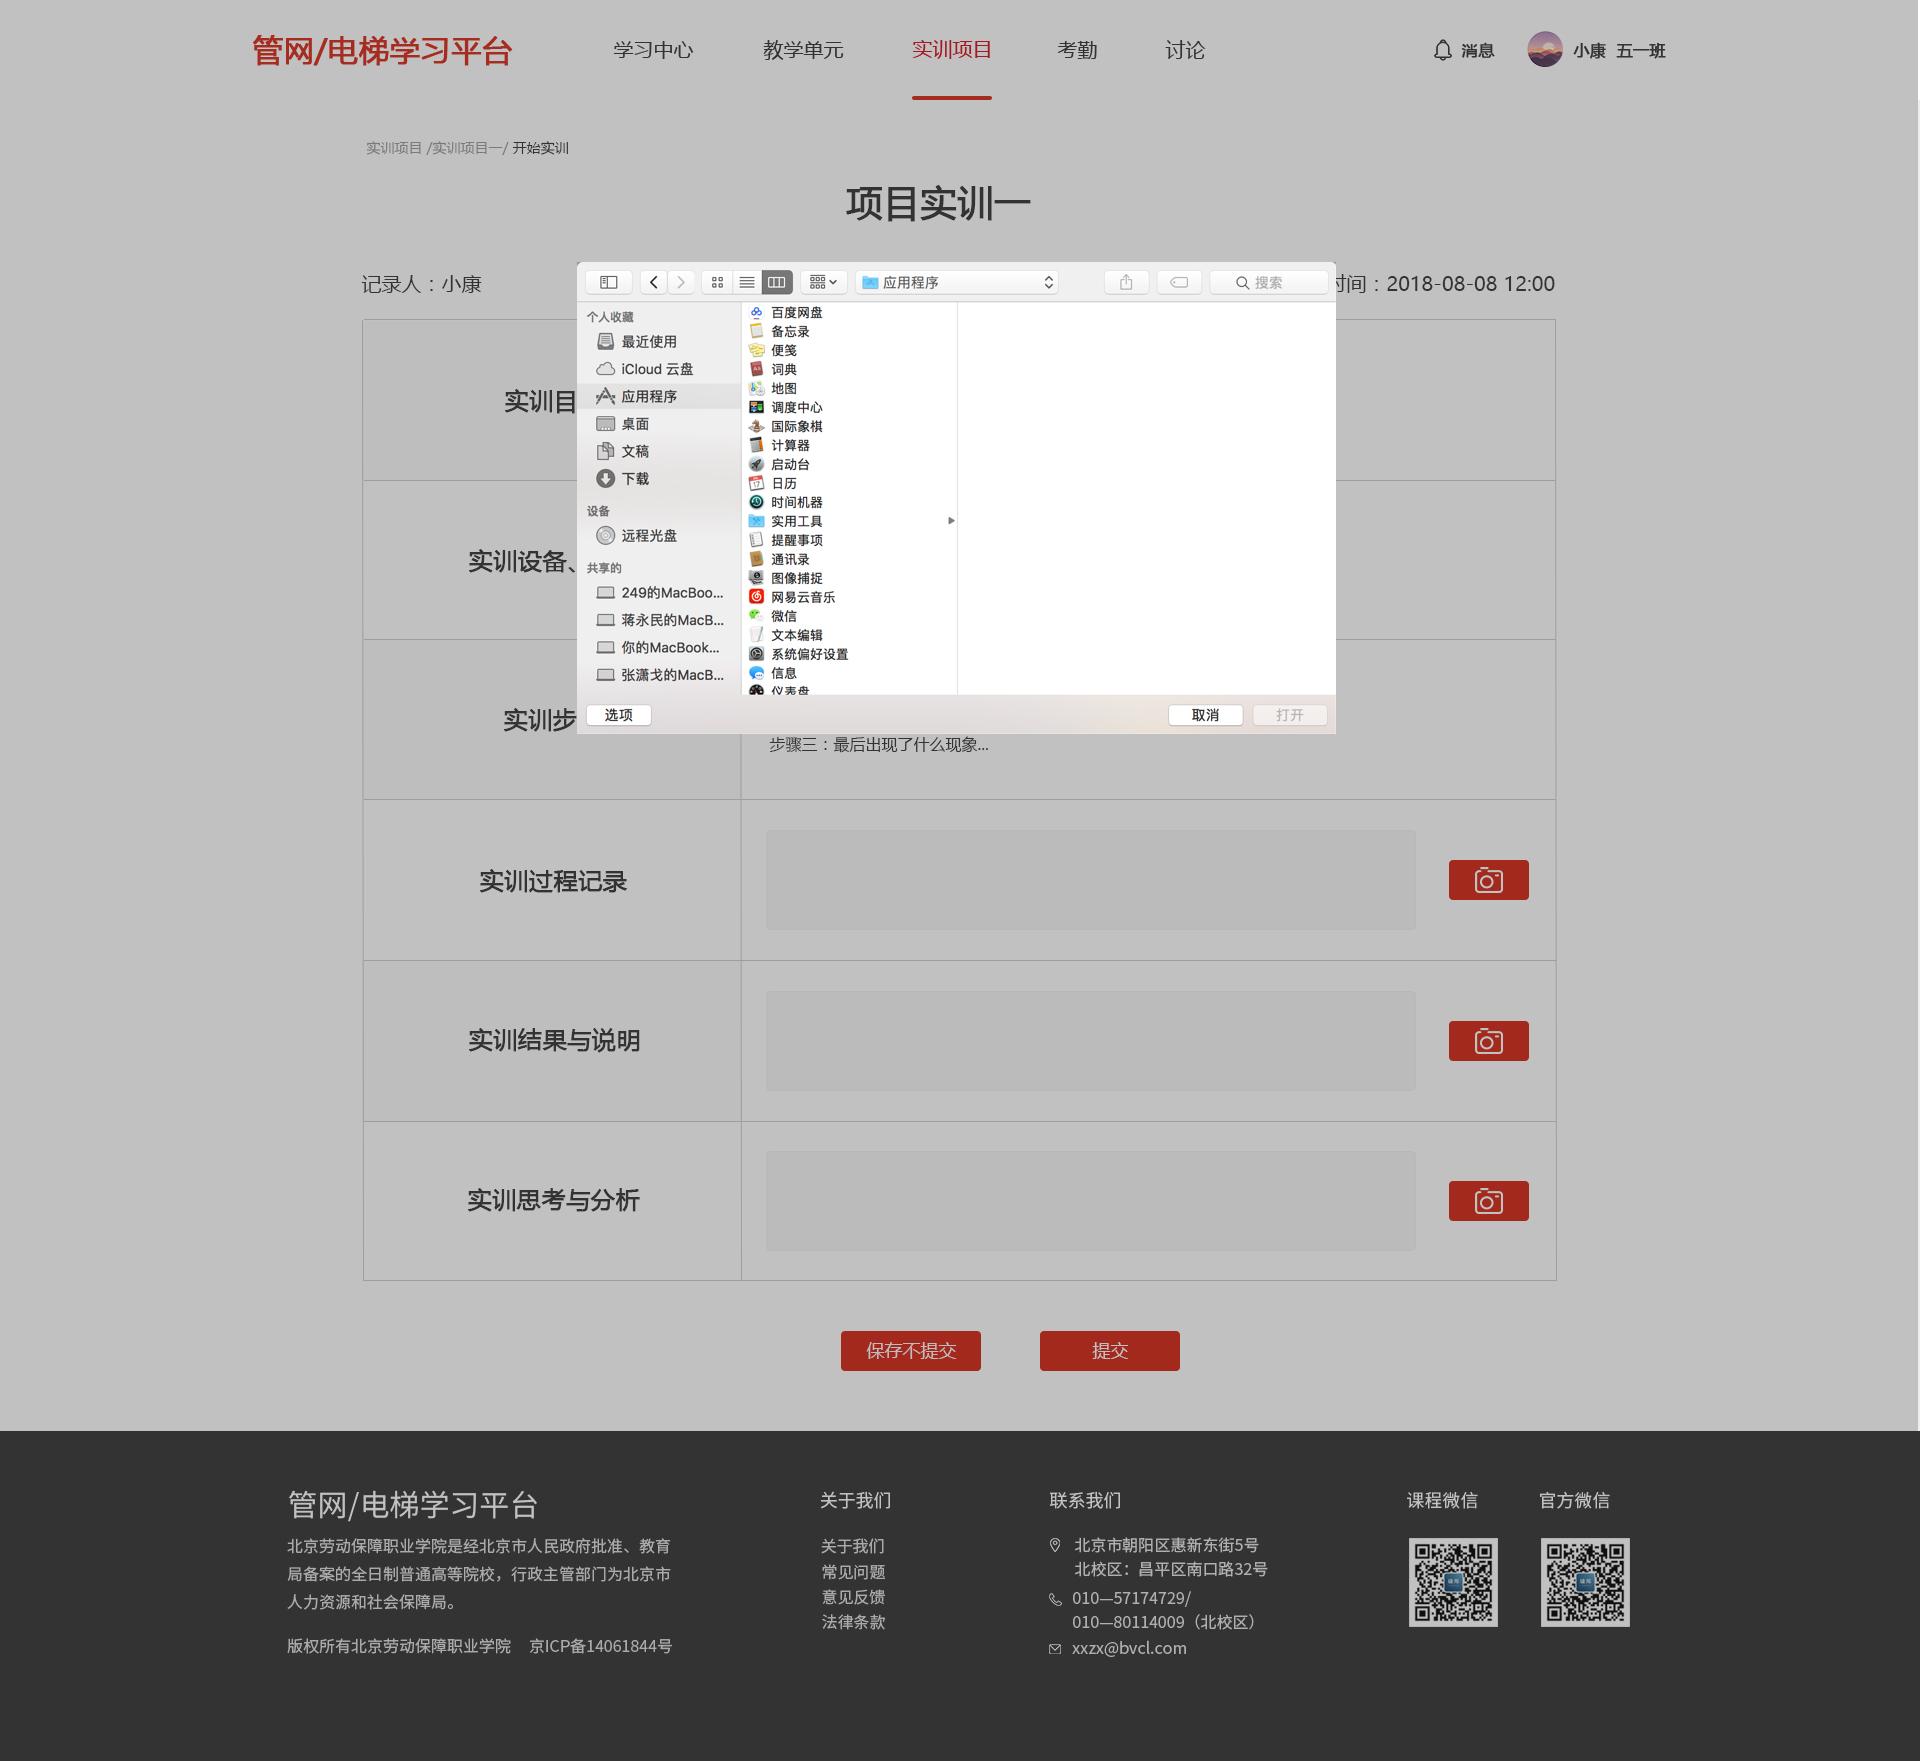 管网/电梯学习平台
学习中心
教学单元
实训项目
考勤
讨论
消息
小康 五一班
实训项目 /实训项目一/ 开始实训
项目实训一
记录人：小康
时间：2018-08-08 12:00
应用程序
搜索
个人收藏
最近使用
iCloud 云盘
应用程序
桌面
文稿
下载
设备
远程光盘
共享的
249的MacBoo...
蒋永民的MacB...
你的MacBook...
张潇戈的MacB...
百度网盘
备忘录
便笺
词典
地图
调度中心
国际象棋
计算器
启动台
日历
时间机器
实用工具
提醒事项
通讯录
图像捕捉
网易云音乐
微信
文本编辑
系统偏好设置
信息
仪表盘
选项
取消
打开
实训目
实训设备、
实训步
步骤三：最后出现了什么现象...
实训过程记录
实训结果与说明
实训思考与分析
保存不提交
提交
管网/电梯学习平台
北京劳动保障职业学院是经北京市人民政府批准、教育
局备案的全日制普通高等院校，行政主管部门为北京市
人力资源和社会保障局。
版权所有北京劳动保障职业学院 京ICP备14061844号
关于我们
关于我们
常见问题
意见反馈
法律条款
联系我们
北京市朝阳区惠新东街5号
北校区：昌平区南口路32号
010—57174729/
010—80114009（北校区）
xxzx@bvcl.com
课程微信
官方微信